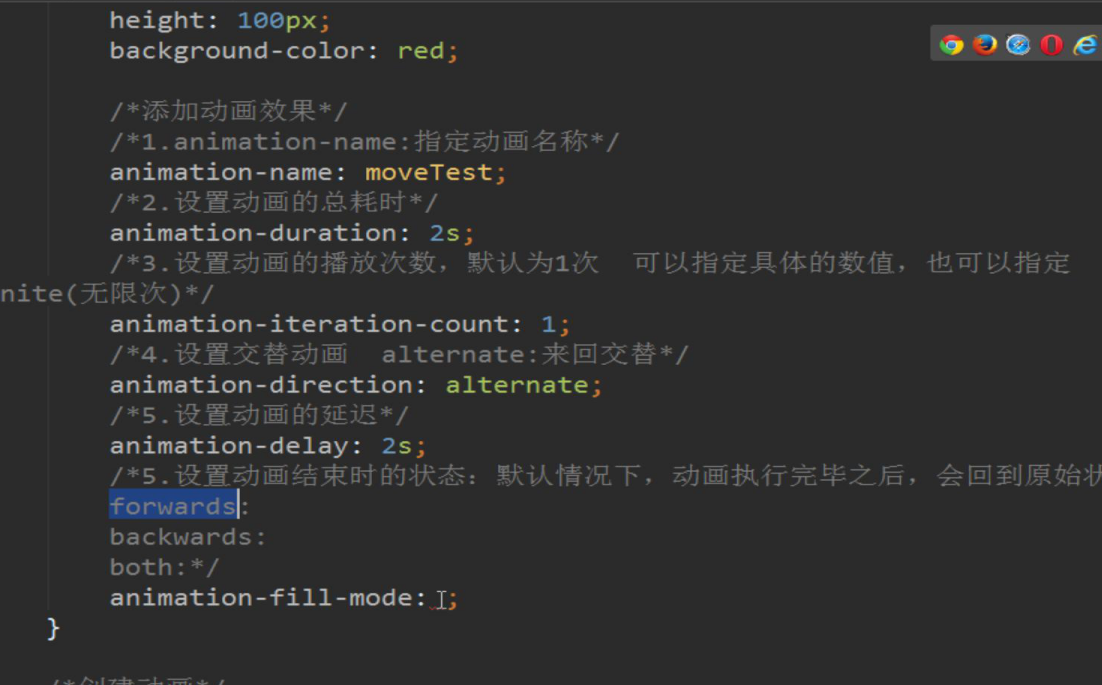 height: 100px;
background-color: red;
/*添加动画效果*/
/*1.animation-name:指定动画名称*/
animation-name: moveTest;
/*2.设置动画的总耗时*/
animation-duration: 2s;
/*3.设置动画的播放次数，默认为1次  可以指定具体的数值，也可以指定
nite(无限次)*/
animation-iteration-count: 1;
/*4.设置交替动画  alternate:来回交替*/
animation-direction: alternate;
/*5.设置动画的延迟*/
animation-delay: 2s;
/*5.设置动画结束时的状态：默认情况下，动画执行完毕之后，会回到原始状
forwards:
backwards:
both:*/
animation-fill-mode: ;
}
/*创建动画*/